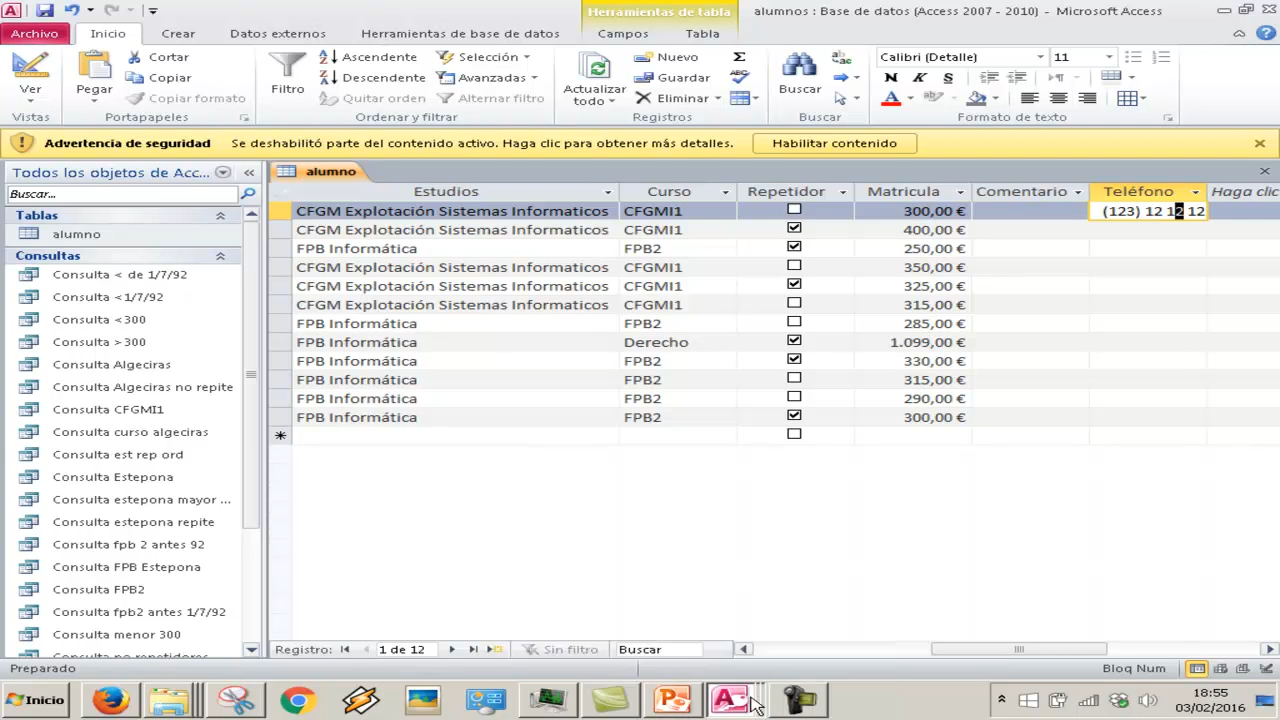 Herramientas de tabla
alumnos : Base de datos (Access 2007 - 2010) - Microsoft Access
Archivo Inicio Crear Datos externos Herramientas de base de datos Campos Tabla
Ver
Vistas
Pegar
Cortar
Copiar
Copiar formato
Portapapeles
Filtro
Ascendente
Descendente
Quitar orden
Selección
Avanzadas
Alternar filtro
Ordenar y filtrar
Actualizar
todo
Nuevo
Guardar
Eliminar
Registros
Buscar
Buscar
Calibri (Detalle) 11
N K S
Formato de texto
Advertencia de seguridad Se deshabilitó parte del contenido activo. Haga clic para obtener más detalles. Habilitar contenido
Todos los objetos de Acc...
Buscar...
Tablas
alumno
Consultas
Consulta < de 1/7/92
Consulta <1/7/92
Consulta <300
Consulta >300
Consulta Algeciras
Consulta Algeciras no repite
Consulta CFGMI1
Consulta curso algeciras
Consulta est rep ord
Consulta Estepona
Consulta estepona mayor ...
Consulta estepona repite
Consulta fpb 2 antes 92
Consulta FPB Estepona
Consulta FPB2
Consulta fpb2 antes 1/7/92
Consulta menor 300
Consulta no repetidores
alumno
Estudios Curso Repetidor Matricula Comentario Teléfono Haga clic
CFGM Explotación Sistemas Informaticos CFGMI1 300,00 € (123) 12 12 12
CFGM Explotación Sistemas Informaticos CFGMI1 400,00 €
FPB Informática FPB2 250,00 €
CFGM Explotación Sistemas Informaticos CFGMI1 350,00 €
CFGM Explotación Sistemas Informaticos CFGMI1 325,00 €
CFGM Explotación Sistemas Informaticos CFGMI1 315,00 €
FPB Informática FPB2 285,00 €
FPB Informática Derecho 1.099,00 €
FPB Informática FPB2 330,00 €
FPB Informática FPB2 315,00 €
FPB Informática FPB2 290,00 €
FPB Informática FPB2 300,00 €
Registro: 1 de 12 Sin filtro Buscar
Preparado Bloq Num
Inicio
18:55
03/02/2016